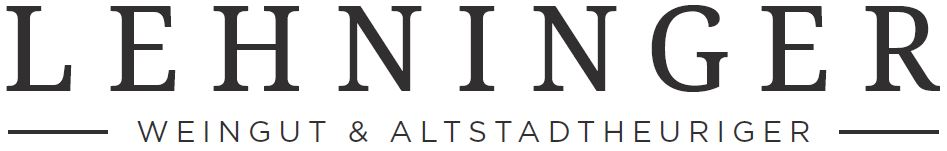 LEHNINGER
WEINGUT & ALTSTADTHEURIGER